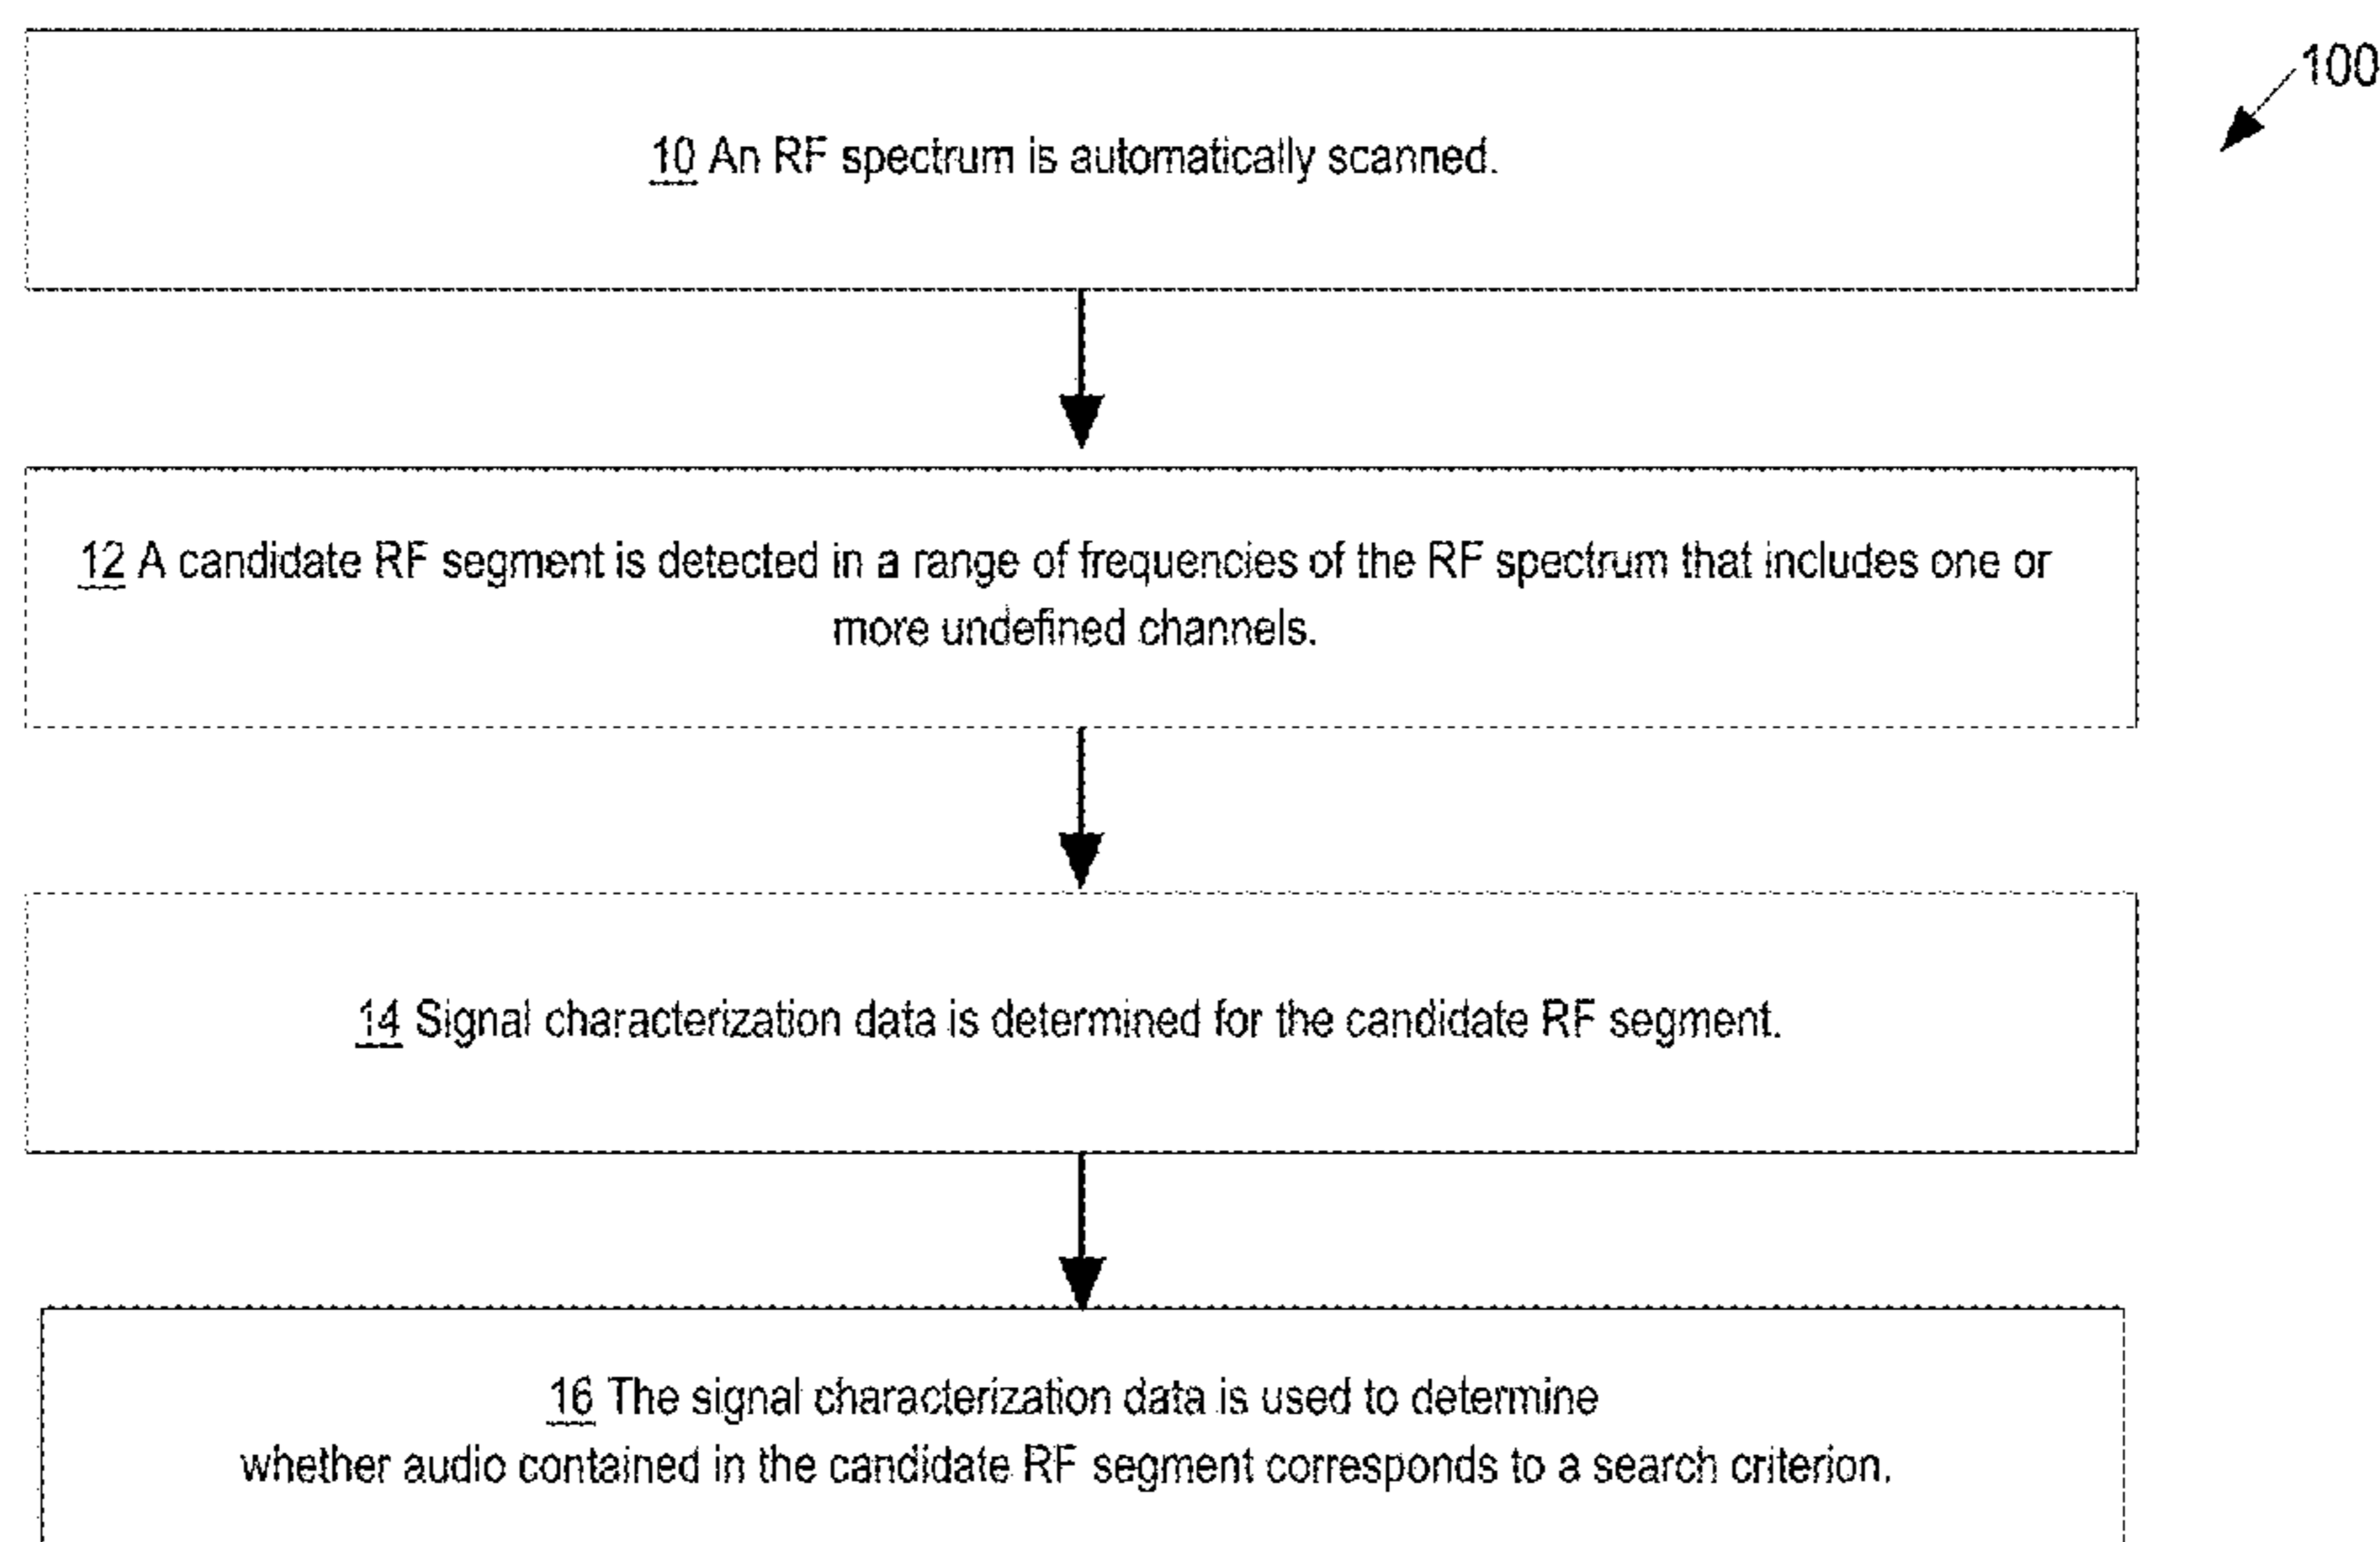 100
10 An RF spectrum is automatically scanned.
12 A candidate RF segment is detected in a range of frequencies of the RF spectrum that includes one or
more undefined channels.
14 Signal characterization data is determined for the candidate RF segment.
16 The signal characterization data is used to determine
whether audio contained in the candidate RF segment corresponds to a search criterion.